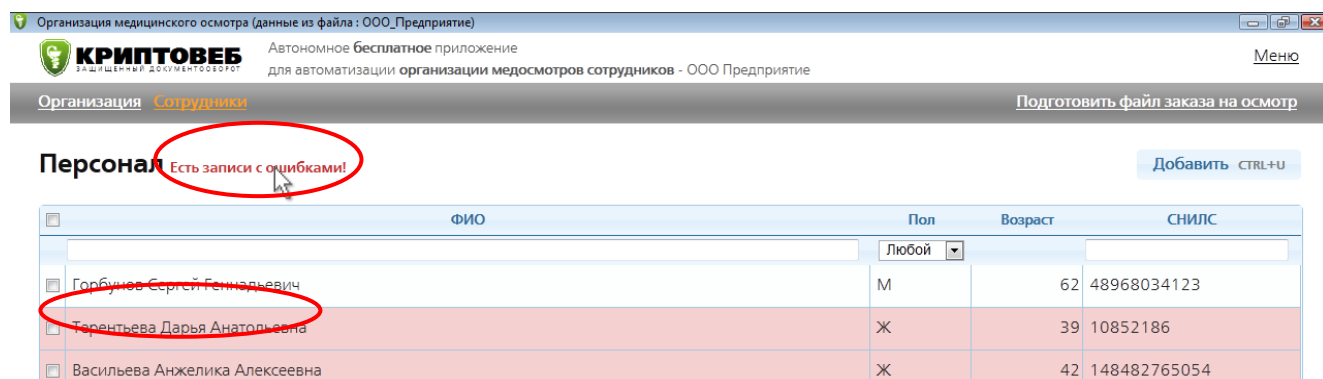 Организация медицинского осмотра (данные из файла : ООО_Предприятие)
КРИПТОВЕБ
ЗАЩИЩЕННЫЙ ДОКУМЕНТООБОРОТ
Автономное бесплатное приложение
для автоматизации организации медосмотров сотрудников - ООО Предприятие
Меню
Организация Сотрудники Подготовить файл заказа на осмотр
Персонал Есть записи с ошибками! Добавить CTRL+U
ФИО Пол Возраст СНИЛС
Любой
Горбунов Сергей Геннадьевич М 62 48968034123
Терентьева Дарья Анатольевна Ж 39 10852186
Васильева Анжелика Алексеевна Ж 42 148482765054